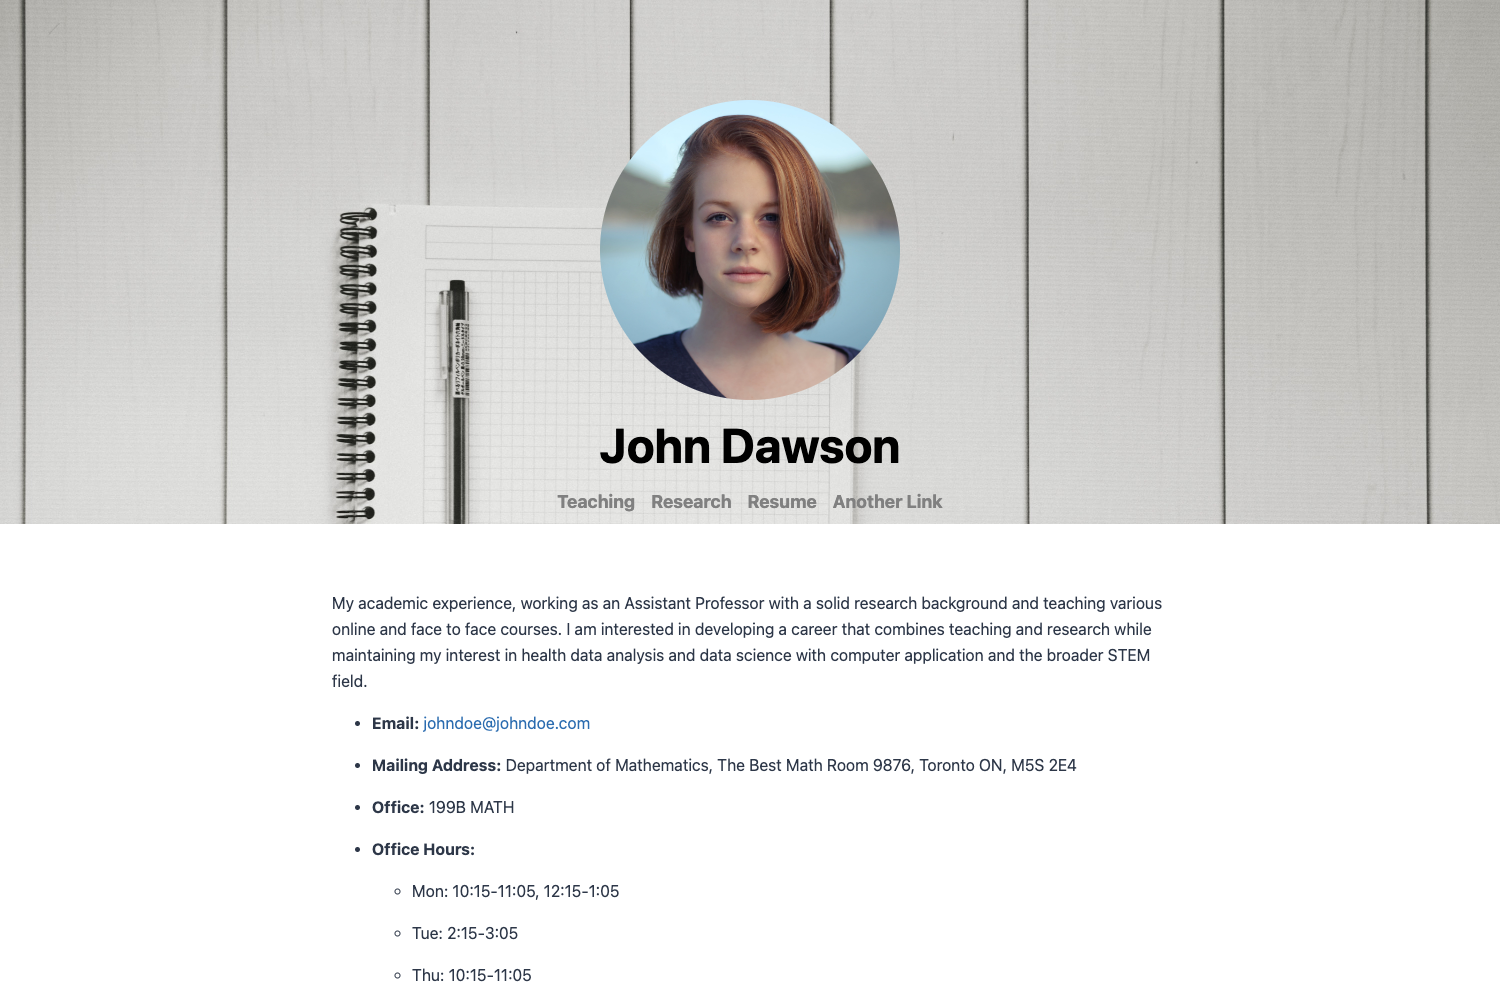 John Dawson
Teaching Research Resume Another Link
My academic experience, working as an Assistant Professor with a solid research background and teaching various
online and face to face courses. I am interested in developing a career that combines teaching and research while
maintaining my interest in health data analysis and data science with computer application and the broader STEM
field.
Email: johndoe@johndoe.com
Mailing Address: Department of Mathematics, The Best Math Room 9876, Toronto ON, M5S 2E4
Office: 199B MATH
Office Hours:
Mon: 10:15-11:05, 12:15-1:05
Tue: 2:15-3:05
Thu: 10:15-11:05